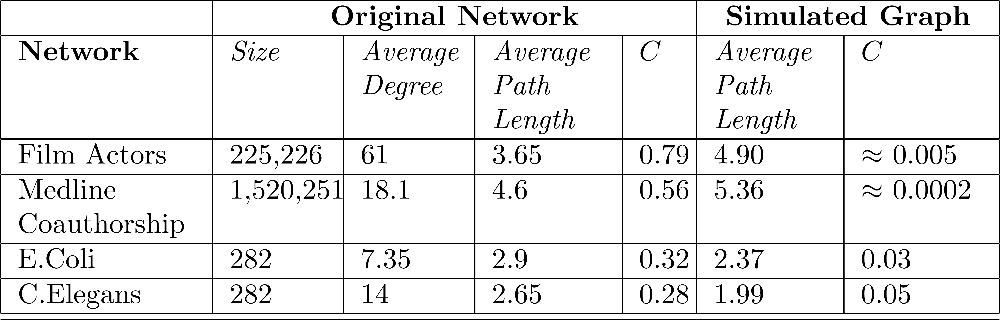 Original Network Simulated Graph
Network Size Average Degree Average Path Length C Average Path Length C
Film Actors 225,226 61 3.65 0.79 4.90 ≈ 0.005
Medline Coauthorship 1,520,251 18.1 4.6 0.56 5.36 ≈ 0.0002
E.Coli 282 7.35 2.9 0.32 2.37 0.03
C.Elegans 282 14 2.65 0.28 1.99 0.05